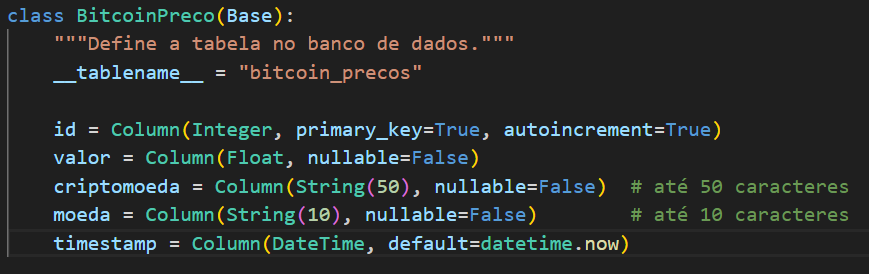 class BitcoinPreco(Base):
    """Define a tabela no banco de dados."""
    __tablename__ = "bitcoin_precos"

    id = Column(Integer, primary_key=True, autoincrement=True)
    valor = Column(Float, nullable=False)
    criptomoeda = Column(String(50), nullable=False)  # até 50 caracteres
    moeda = Column(String(10), nullable=False)        # até 10 caracteres
    timestamp = Column(DateTime, default=datetime.now)